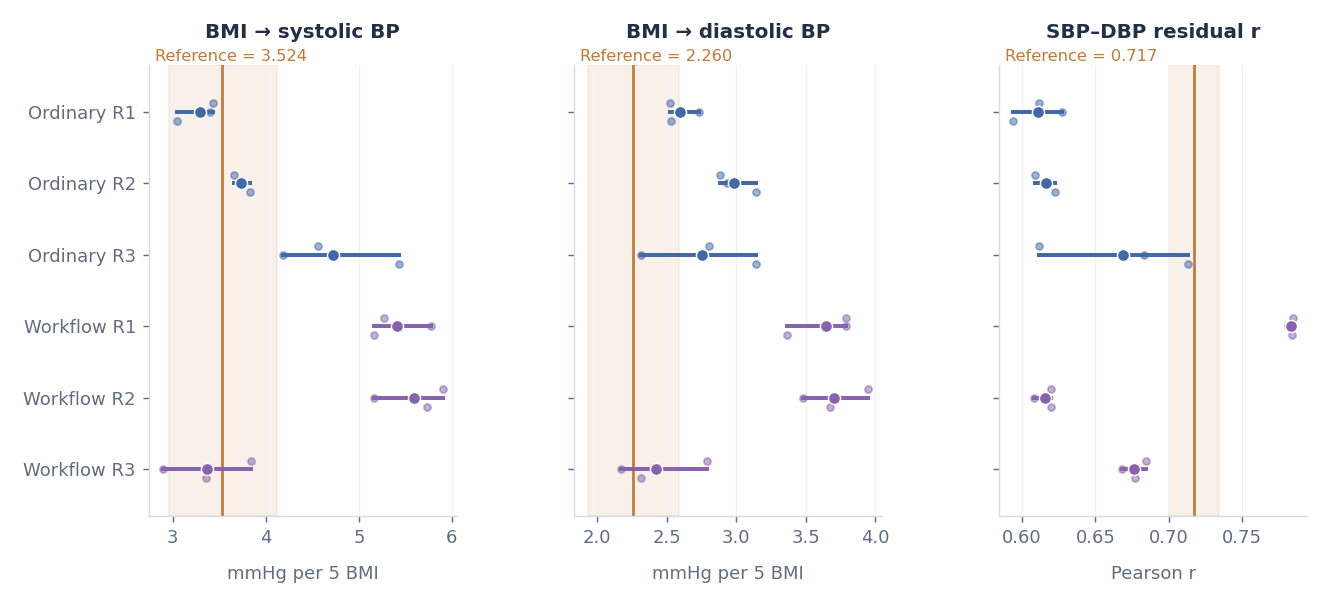 BMI → systolic BP
BMI → diastolic BP
SBP–DBP residual r
Reference = 3.524
Reference = 2.260
Reference = 0.717
Ordinary R1
Ordinary R2
Ordinary R3
Workflow R1
Workflow R2
Workflow R3
3 4 5 6
2.0 2.5 3.0 3.5 4.0
0.60 0.65 0.70 0.75
mmHg per 5 BMI
mmHg per 5 BMI
Pearson r